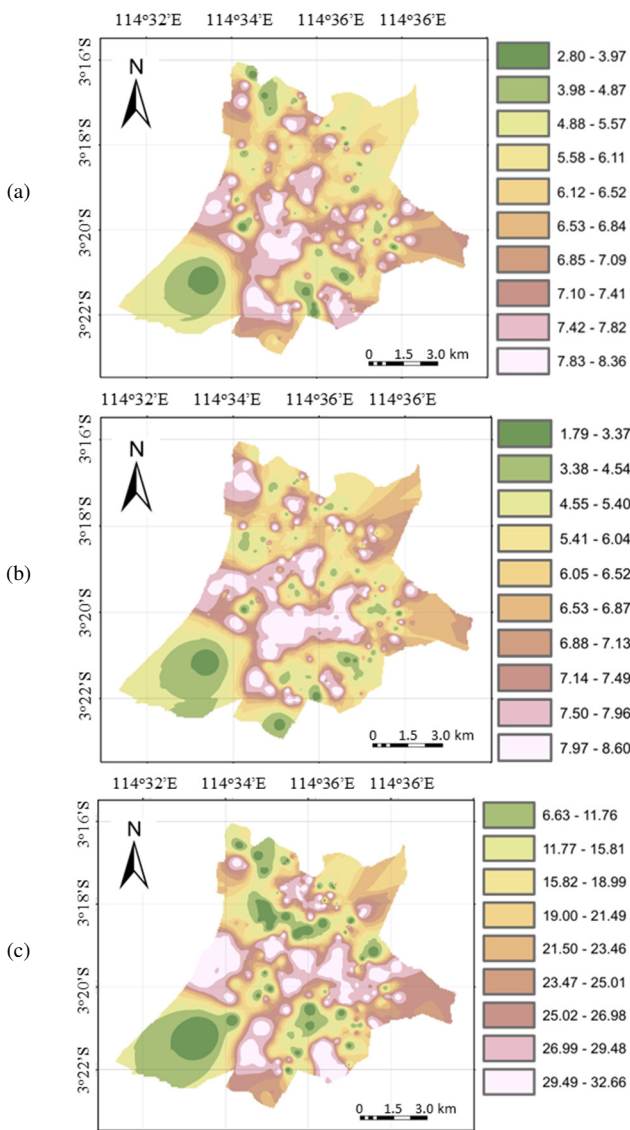 114°32'E 114°34'E 114°36'E 114°36'E
3°16'S
3°18'S
3°20'S
3°22'S
N
(a)
0 1.5 3.0 km
2.80 - 3.97
3.98 - 4.87
4.88 - 5.57
5.58 - 6.11
6.12 - 6.52
6.53 - 6.84
6.85 - 7.09
7.10 - 7.41
7.42 - 7.82
7.83 - 8.36
114°32'E 114°34'E 114°36'E 114°36'E
3°16'S
3°18'S
3°20'S
3°22'S
N
(b)
0 1.5 3.0 km
1.79 - 3.37
3.38 - 4.54
4.55 - 5.40
5.41 - 6.04
6.05 - 6.52
6.53 - 6.87
6.88 - 7.13
7.14 - 7.49
7.50 - 7.96
7.97 - 8.60
114°32'E 114°34'E 114°36'E 114°36'E
3°16'S
3°18'S
3°20'S
3°22'S
N
(c)
0 1.5 3.0 km
6.63 - 11.76
11.77 - 15.81
15.82 - 18.99
19.00 - 21.49
21.50 - 23.46
23.47 - 25.01
25.02 - 26.98
26.99 - 29.48
29.49 - 32.66